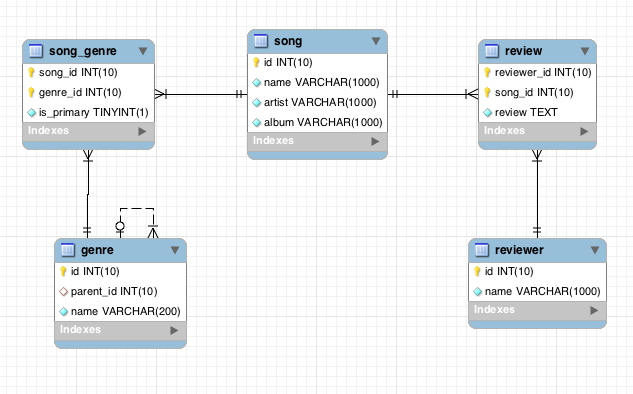 song_genre
song_id INT(10)
genre_id INT(10)
is_primary TINYINT(1)
Indexes
song
id INT(10)
name VARCHAR(1000)
artist VARCHAR(1000)
album VARCHAR(1000)
Indexes
review
reviewer_id INT(10)
song_id INT(10)
review TEXT
Indexes
genre
id INT(10)
parent_id INT(10)
name VARCHAR(200)
Indexes
reviewer
id INT(10)
name VARCHAR(1000)
Indexes